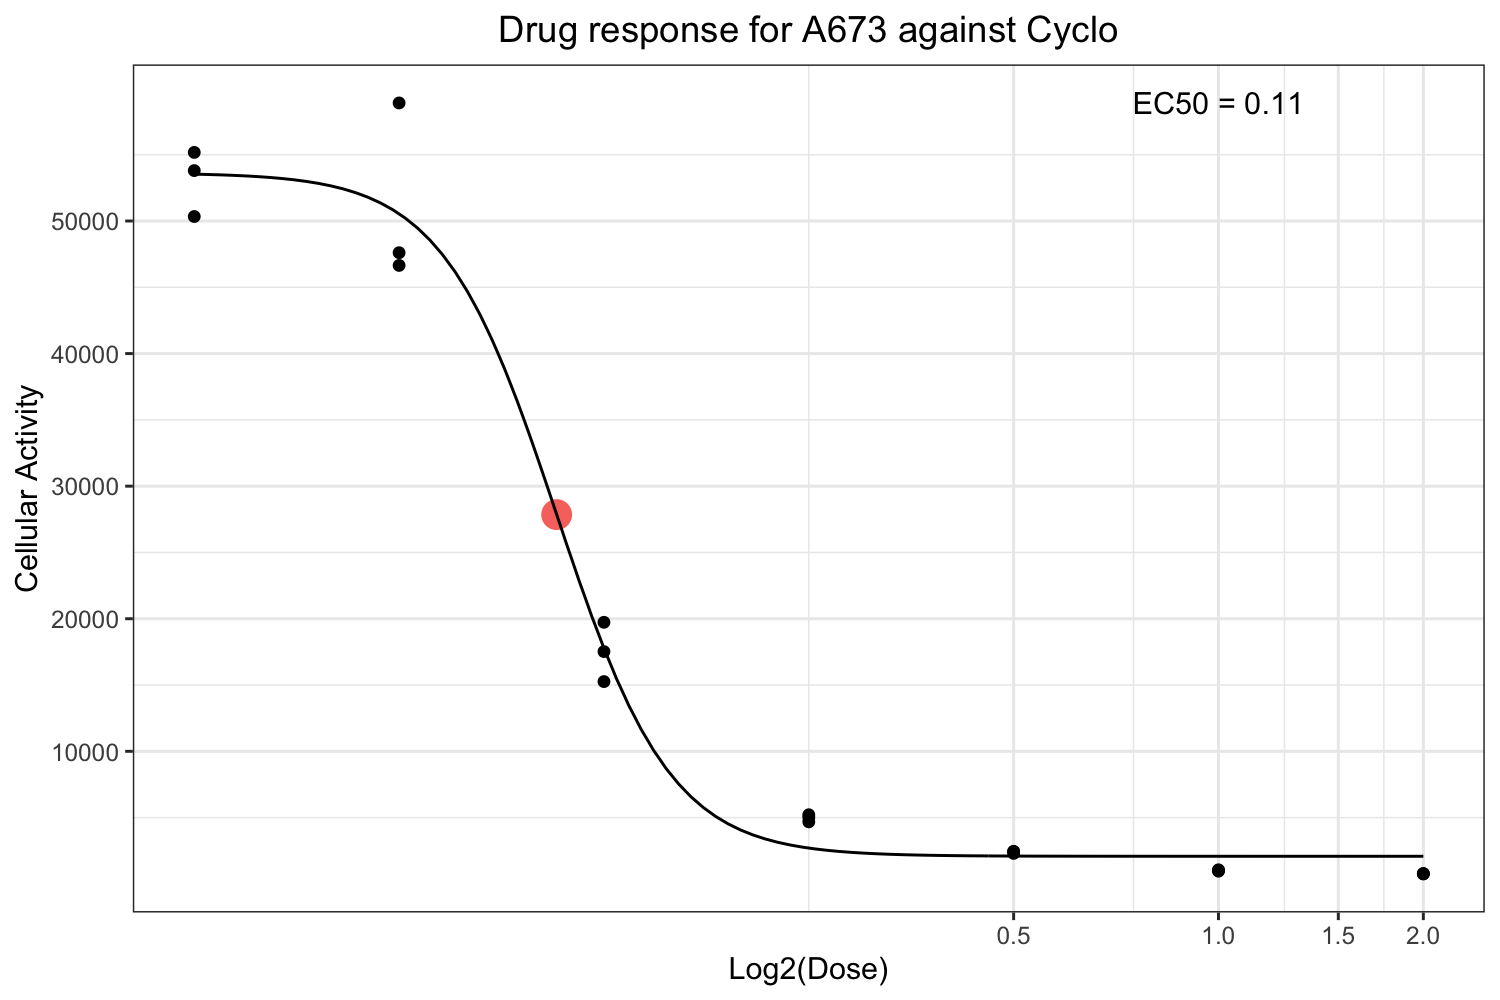 Drug response for A673 against Cyclo
EC50 = 0.11
Cellular Activity
50000
40000
30000
20000
10000
0.5 1.0 1.5 2.0
Log2(Dose)